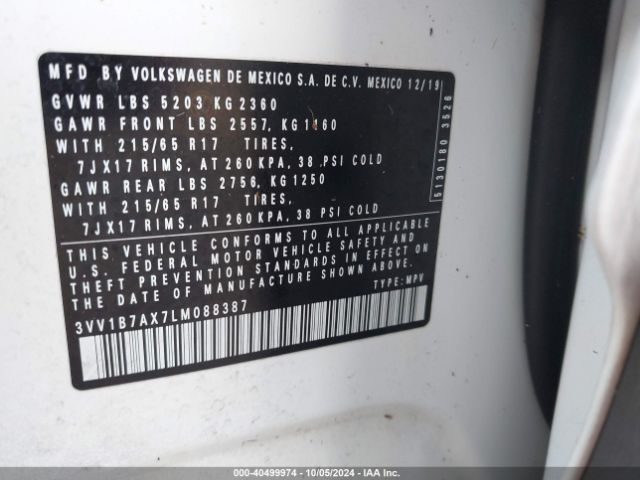 MFD BY VOLKSWAGEN DE MEXICO S.A. DE C.V. MEXICO 12/19
GVWR LBS 5203 KG 2360
GAWR FRONT LBS 2557, KG 1160
WITH 215/65 R17 TIRES,
7JX17 RIMS, AT 260 KPA, 38 PSI COLD
GAWR REAR LBS 2756, KG 1250
WITH 215/65 R17 TIRES,
7JX17 RIMS, AT 260 KPA, 38 PSI COLD
THIS VEHICLE CONFORMS TO ALL APPLICABLE
U.S. FEDERAL MOTOR VEHICLE SAFETY AND
THEFT PREVENTION STANDARDS IN EFFECT ON
THE DATE OF MANUFACTURE SHOWN ABOVE.
TYPE: MPV
3VV1B7AX7LM088387
5130180 3526
000-40499974 - 10/05/2024 - IAA Inc.